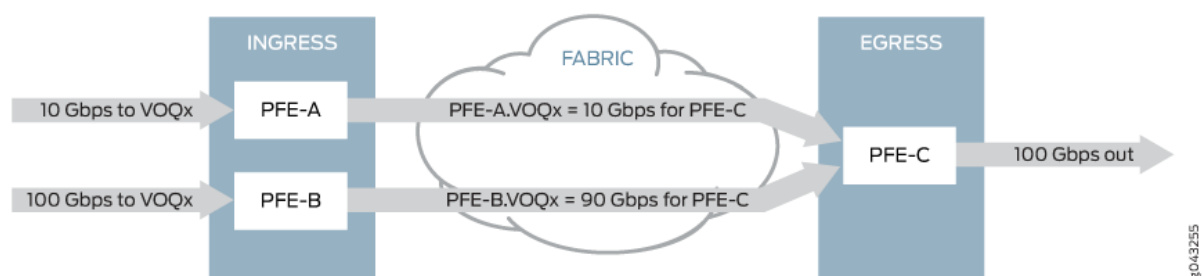 INGRESS
FABRIC
EGRESS
10 Gbps to VOQx
PFE-A
PFE-A.VOQx = 10 Gbps for PFE-C
PFE-C
100 Gbps out
100 Gbps to VOQx
PFE-B
PFE-B.VOQx = 90 Gbps for PFE-C
g043255